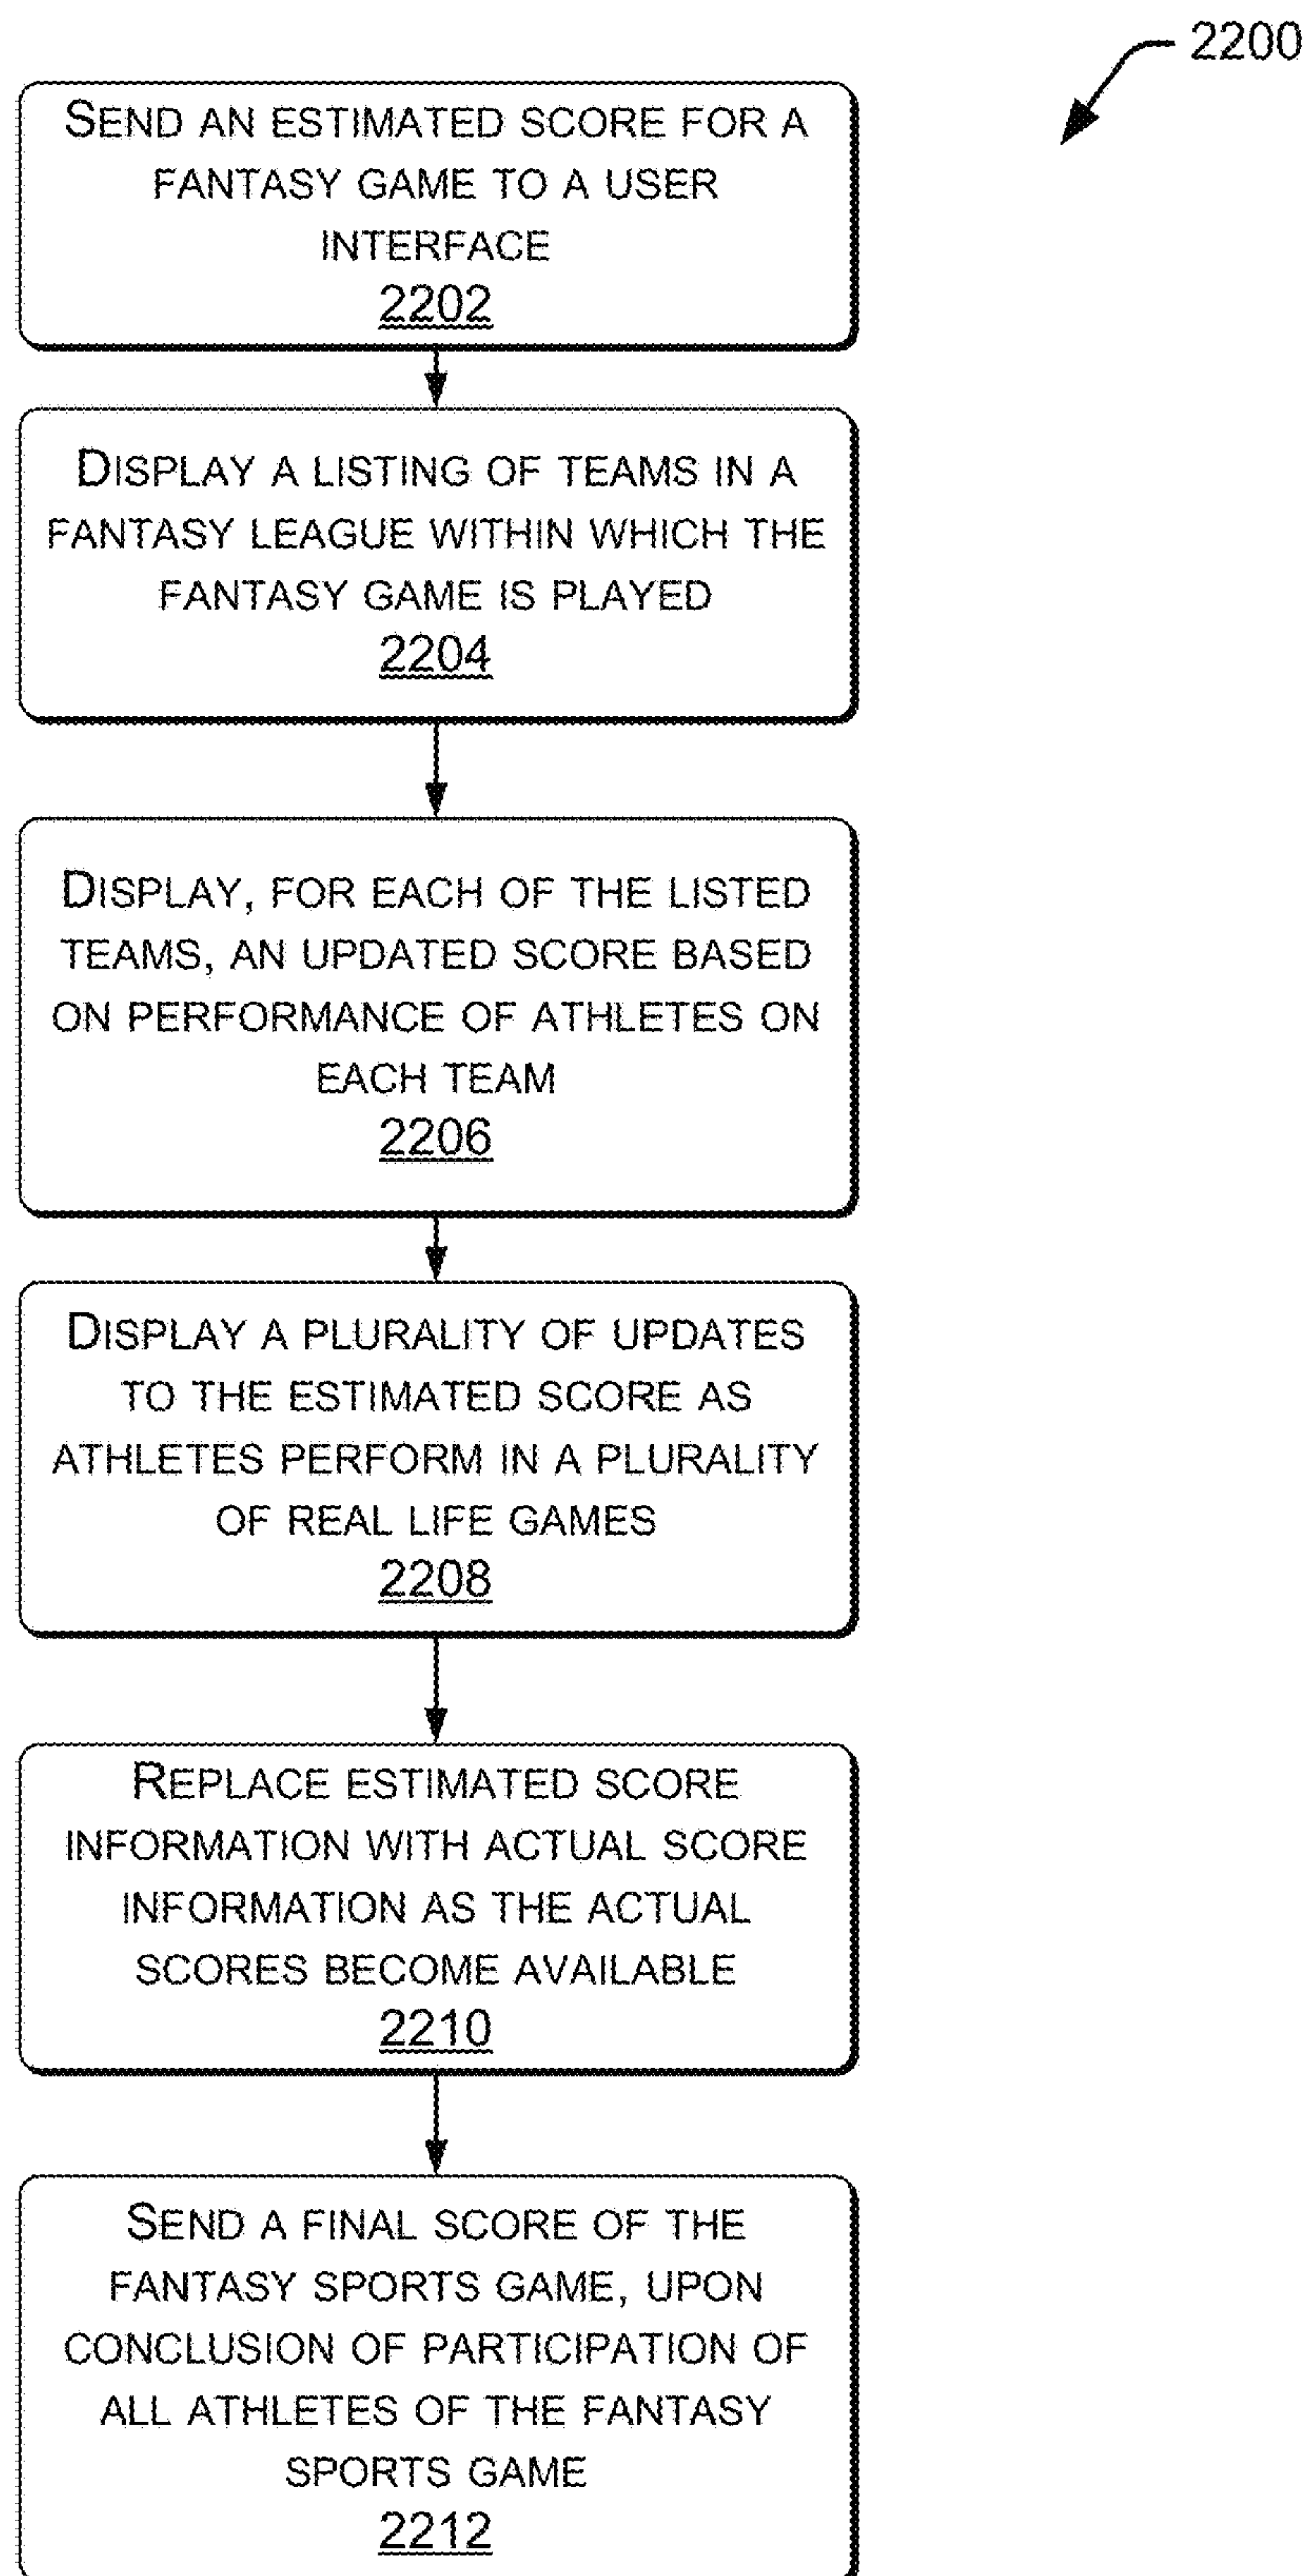 2200
SEND AN ESTIMATED SCORE FOR A
FANTASY GAME TO A USER
INTERFACE
2202
DISPLAY A LISTING OF TEAMS IN A
FANTASY LEAGUE WITHIN WHICH THE
FANTASY GAME IS PLAYED
2204
DISPLAY, FOR EACH OF THE LISTED
TEAMS, AN UPDATED SCORE BASED
ON PERFORMANCE OF ATHLETES ON
EACH TEAM
2206
DISPLAY A PLURALITY OF UPDATES
TO THE ESTIMATED SCORE AS
ATHLETES PERFORM IN A PLURALITY
OF REAL LIFE GAMES
2208
REPLACE ESTIMATED SCORE
INFORMATION WITH ACTUAL SCORE
INFORMATION AS THE ACTUAL
SCORES BECOME AVAILABLE
2210
SEND A FINAL SCORE OF THE
FANTASY SPORTS GAME, UPON
CONCLUSION OF PARTICIPATION OF
ALL ATHLETES OF THE FANTASY
SPORTS GAME
2212